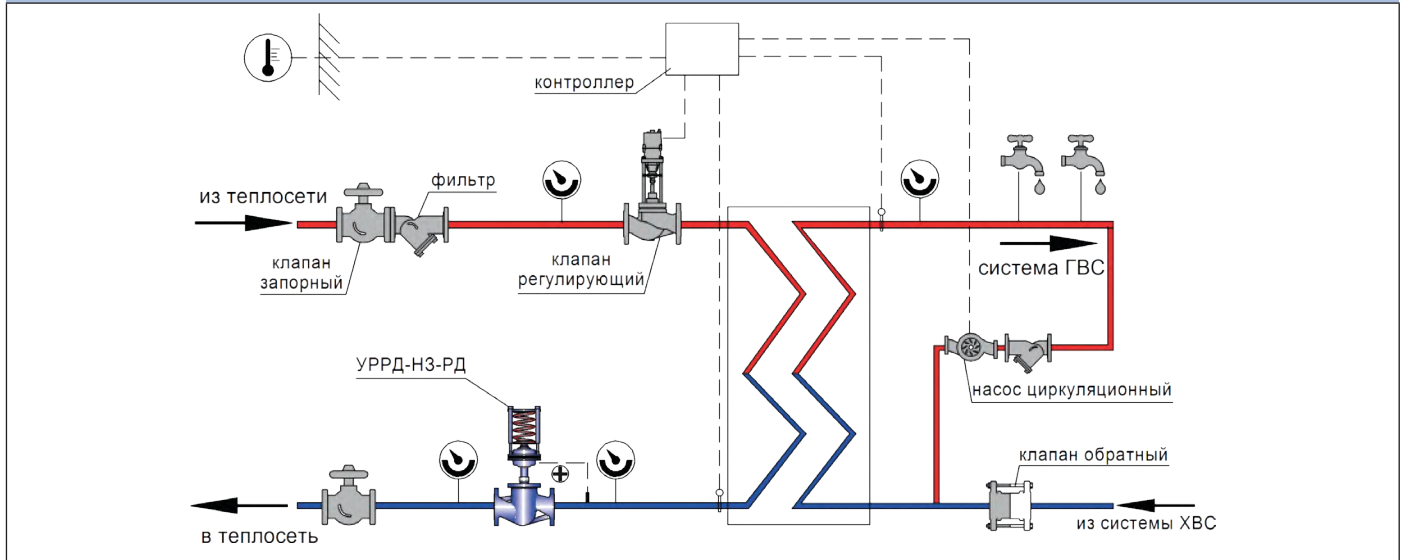 контроллер
из теплосети
фильтр
клапан
запорный
клапан
регулирующий
система ГВС
УРРД-НЗ-РД
насос циркуляционный
клапан обратный
в теплосеть
из системы ХВС